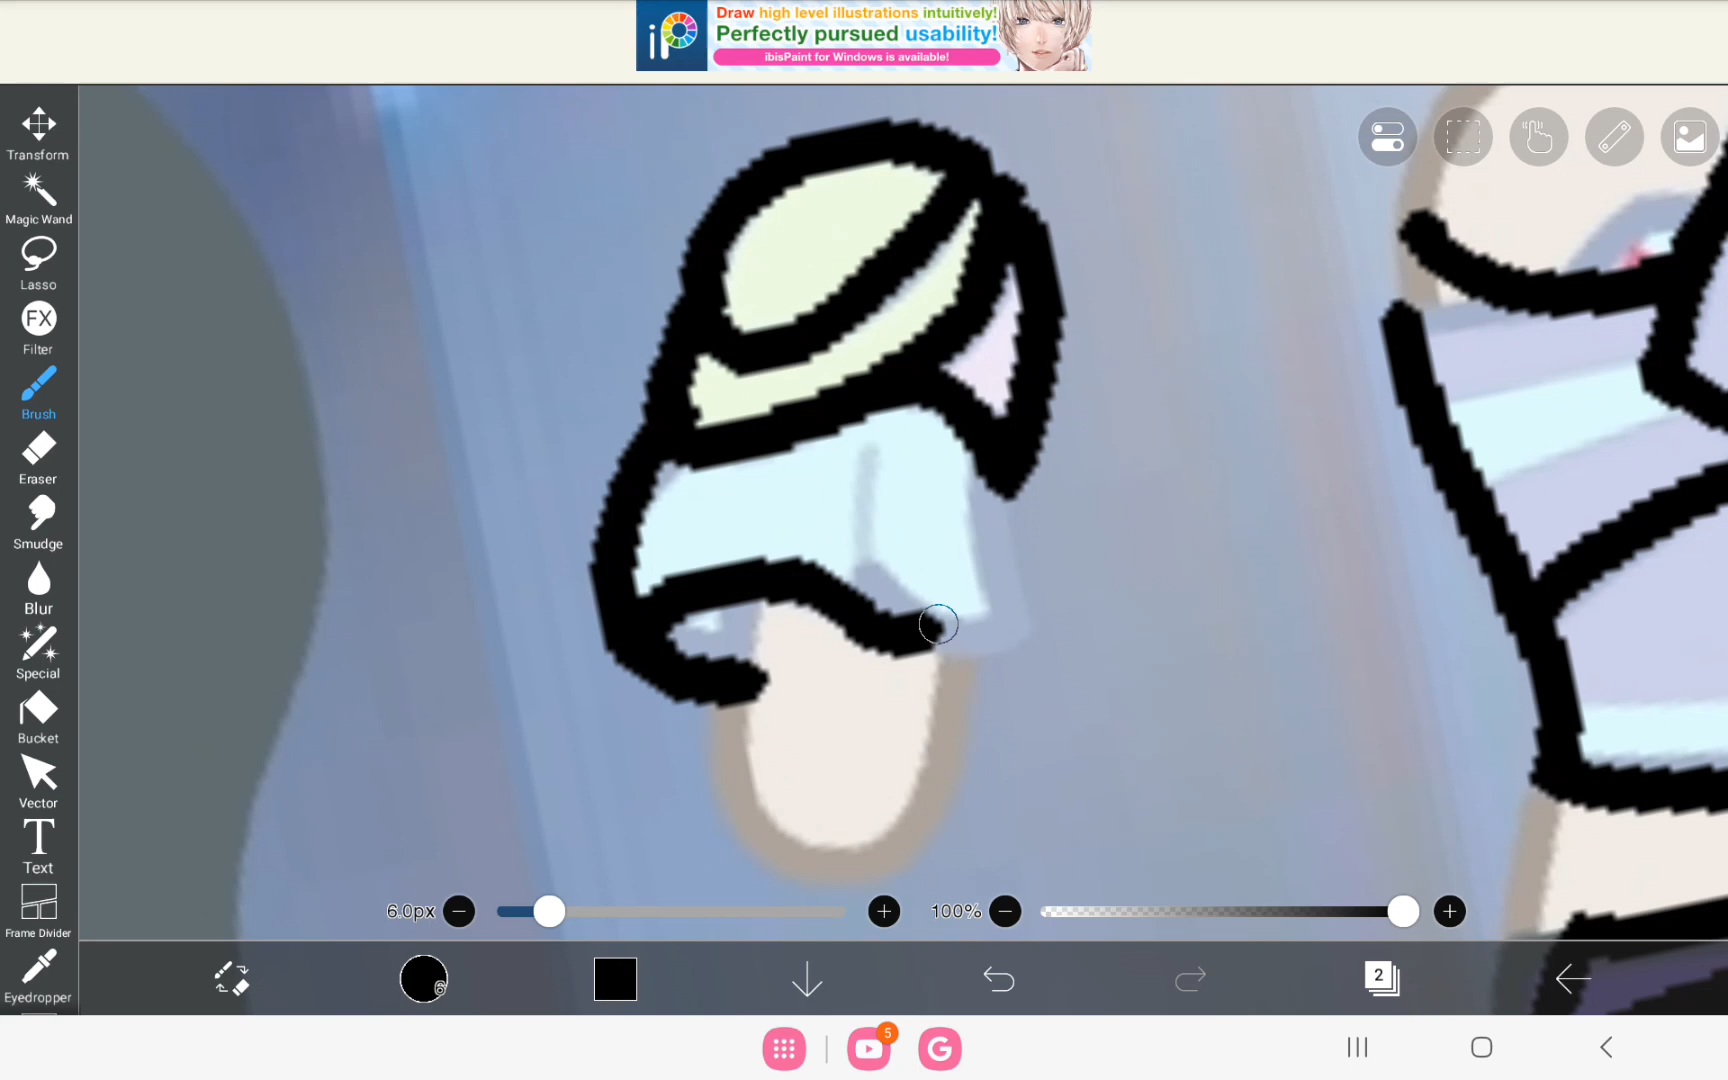 iP
Draw high level illustrations intuitively!
Perfectly pursued usability!
ibisPaint for Windows is available!
Transform
Magic Wand
Lasso
FX
Filter
Brush
Eraser
Smudge
Blur
Special
Bucket
Vector
T
Text
Frame Divider
Eyedropper
6.0px
100%
6
2
5
G